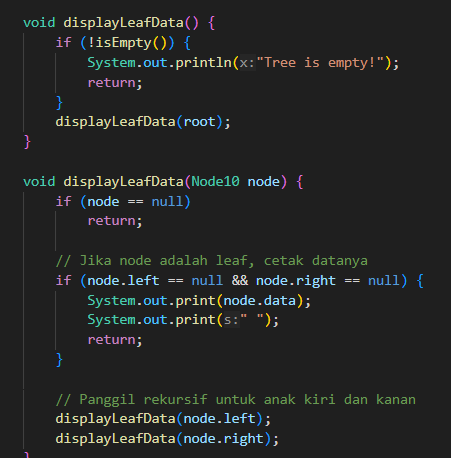 void displayLeafData() {
    if (!isEmpty()) {
        System.out.println(x:"Tree is empty!");
        return;
    }
    displayLeafData(root);
}

void displayLeafData(Node10 node) {
    if (node == null)
        return;

    // Jika node adalah leaf, cetak datanya
    if (node.left == null && node.right == null) {
        System.out.print(node.data);
        System.out.print(s:" ");
        return;
    }

    // Panggil rekursif untuk anak kiri dan kanan
    displayLeafData(node.left);
    displayLeafData(node.right);
}